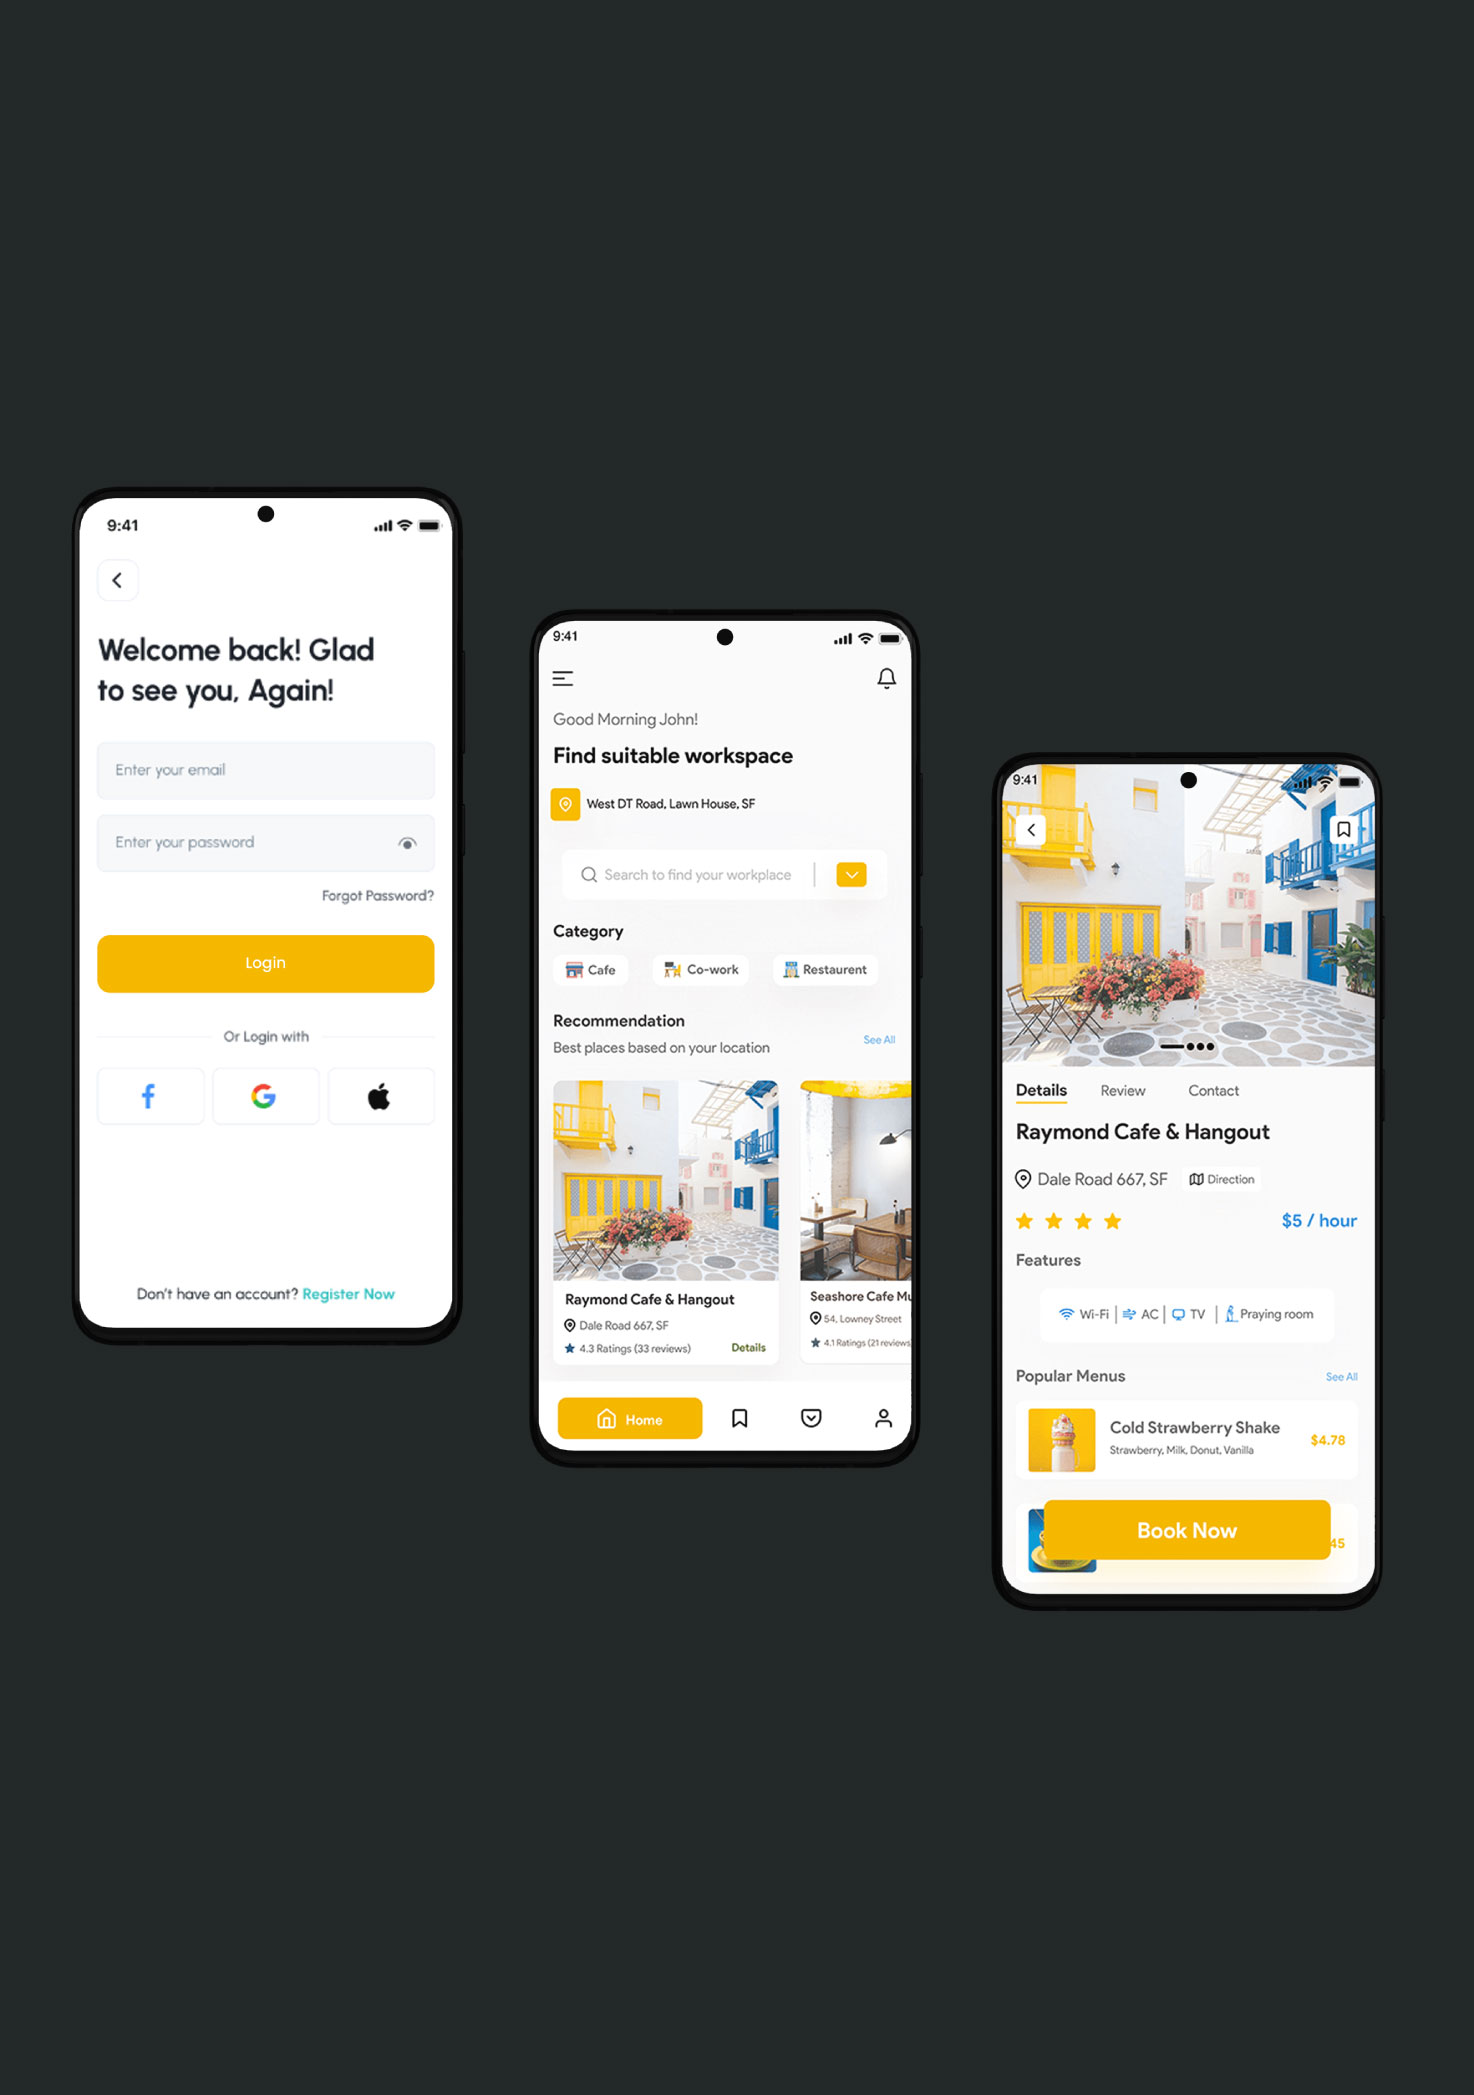 9:41
Welcome back! Glad
to see you, Again!
Enter your email
Enter your password
Forgot Password?
Login
Or Login with
Don't have an account? Register Now
9:41
Good Morning John!
Find suitable workspace
West DT Road, Lawn House, SF
Search to find your workplace
Category
Cafe
Co-work
Restaurent
Recommendation
Best places based on your location
See All
Raymond Cafe & Hangout
Dale Road 667, SF
4.3 Ratings (33 reviews)
Details
Seashore Cafe Mu
54, Lowney Street
4.1 Ratings (21 reviews
Home
9:41
Details
Review
Contact
Raymond Cafe & Hangout
Dale Road 667, SF
Direction
$5 / hour
Features
Wi-Fi
AC
TV
Praying room
Popular Menus
See All
Cold Strawberry Shake
Strawberry, Milk, Donut, Vanilla
$4.78
Book Now
45